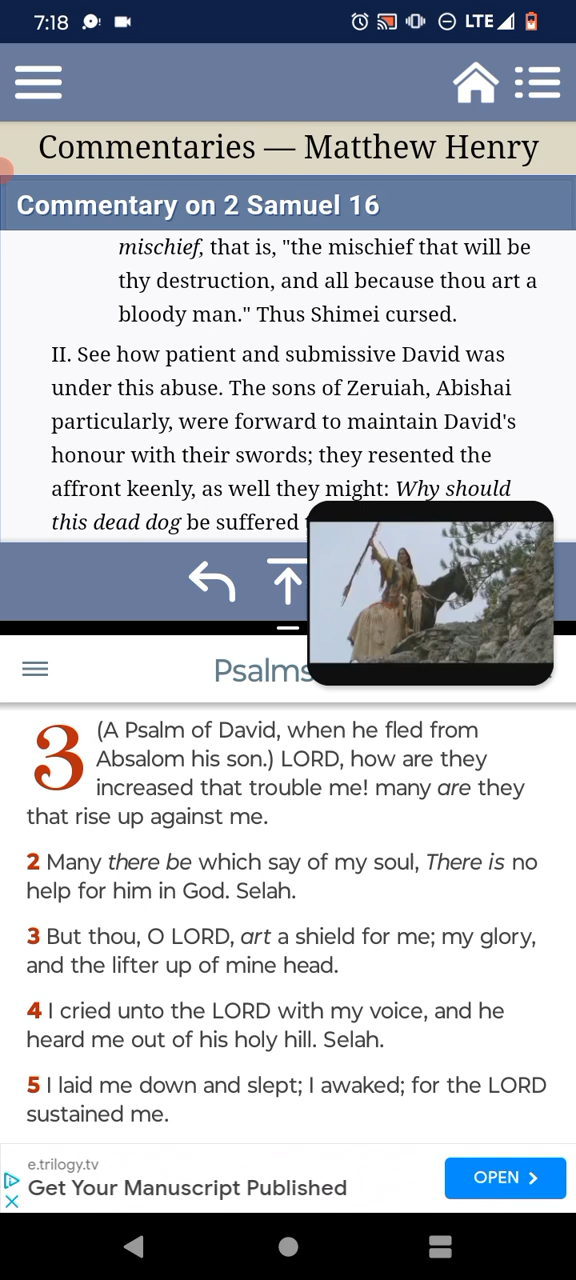 7:18
LTE
Commentaries — Matthew Henry
Commentary on 2 Samuel 16
mischief, that is, "the mischief that will be
thy destruction, and all because thou art a
bloody man." Thus Shimei cursed.
II. See how patient and submissive David was
under this abuse. The sons of Zeruiah, Abishai
particularly, were forward to maintain David's
honour with their swords; they resented the
affront keenly, as well they might: Why should
this dead dog be suffered
Psalms
3 (A Psalm of David, when he fled from
Absalom his son.) LORD, how are they
increased that trouble me! many are they
that rise up against me.
2 Many there be which say of my soul, There is no
help for him in God. Selah.
3 But thou, O LORD, art a shield for me; my glory,
and the lifter up of mine head.
4 I cried unto the LORD with my voice, and he
heard me out of his holy hill. Selah.
5 I laid me down and slept; I awaked; for the LORD
sustained me.
e.trilogy.tv
Get Your Manuscript Published
OPEN